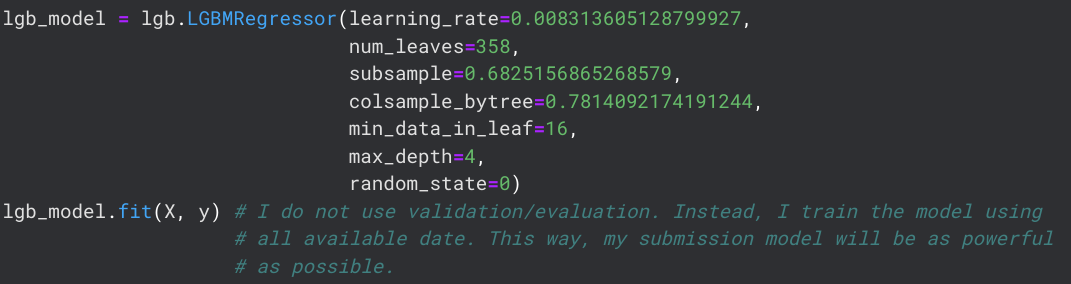 lgb_model = lgb.LGBMRegressor(learning_rate=0.008313605128799927,
                              num_leaves=358,
                              subsample=0.6825156865268579,
                              colsample_bytree=0.7814092174191244,
                              min_data_in_leaf=16,
                              max_depth=4,
                              random_state=0)
lgb_model.fit(X, y) # I do not use validation/evaluation. Instead, I train the model using
                    # all available date. This way, my submission model will be as powerful
                    # as possible.